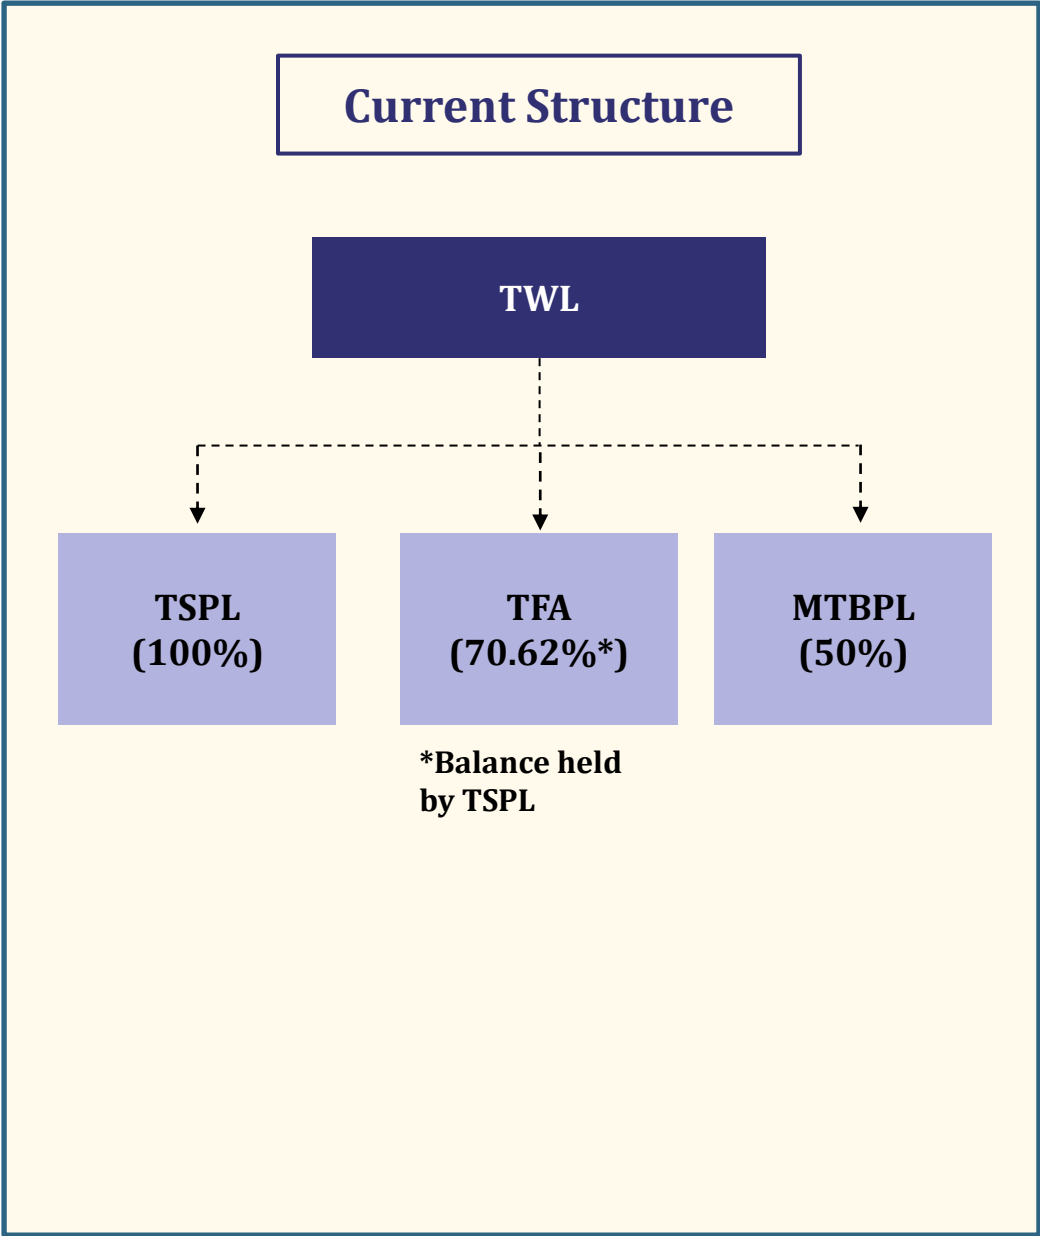 Current Structure
TWL
TSPL
(100%)
TFA
(70.62%*)
MTBPL
(50%)
*Balance held
by TSPL